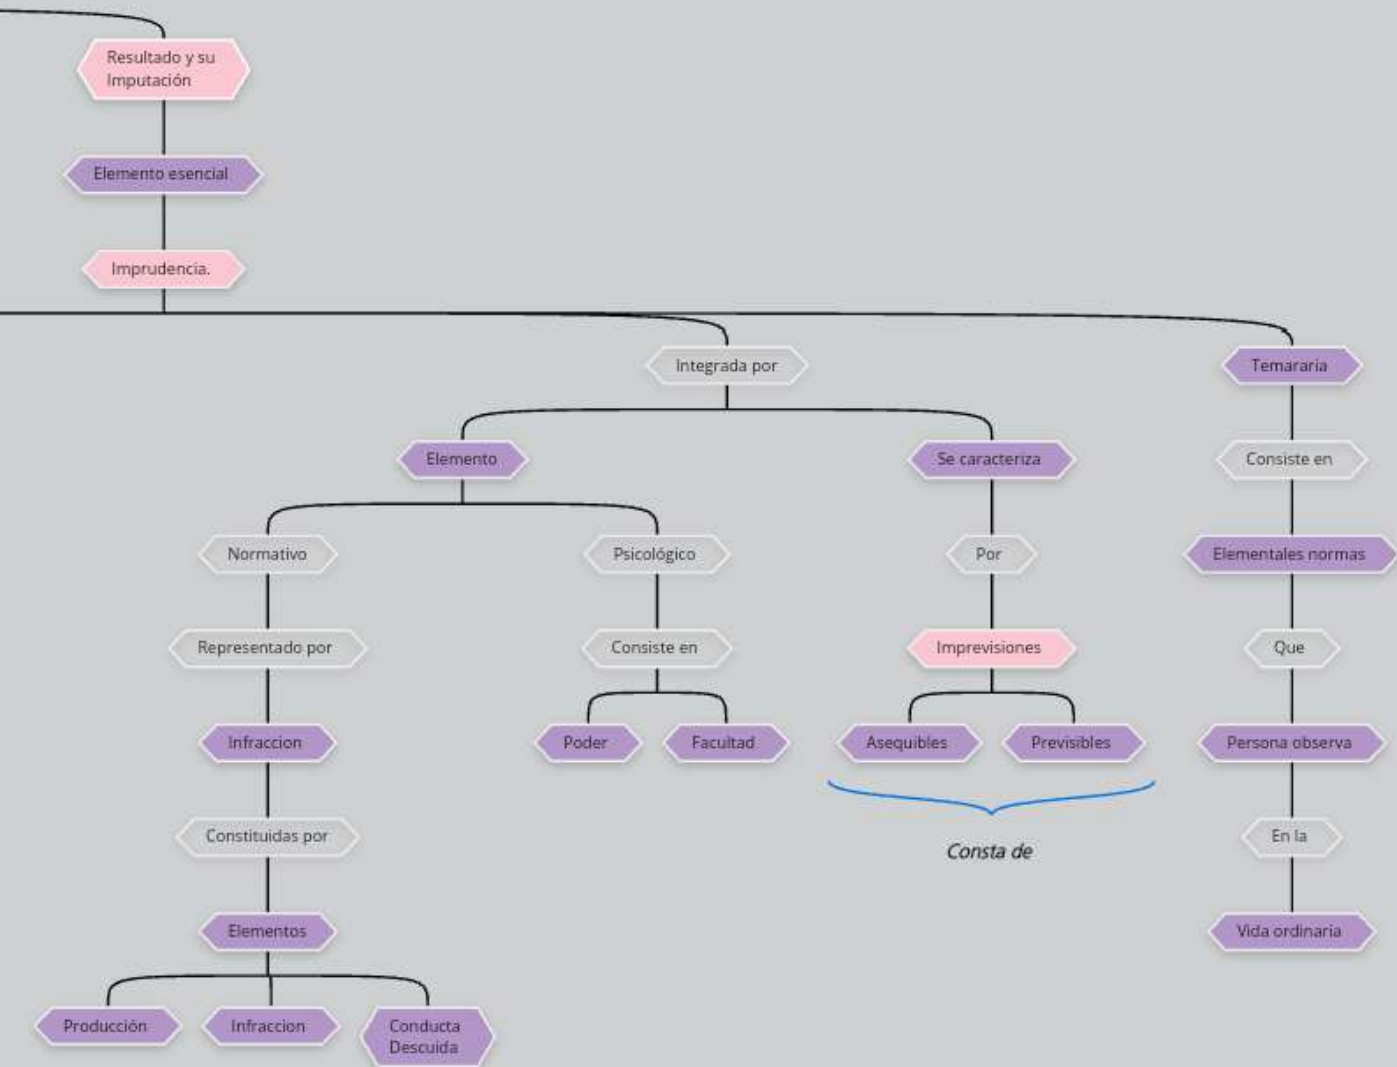 Resultado y su
Imputación
Elemento esencial
Imprudencia.
Integrada por
Temararia
Elemento
Se caracteriza
Consiste en
Normativo
Psicológico
Por
Elementales normas
Representado por
Consiste en
Imprevisiones
Que
Infraccion
Poder
Facultad
Asequibles
Previsibles
Persona observa
Constituidas por
Consta de
En la
Elementos
Vida ordinaria
Producción
Infraccion
Conducta
Descuida